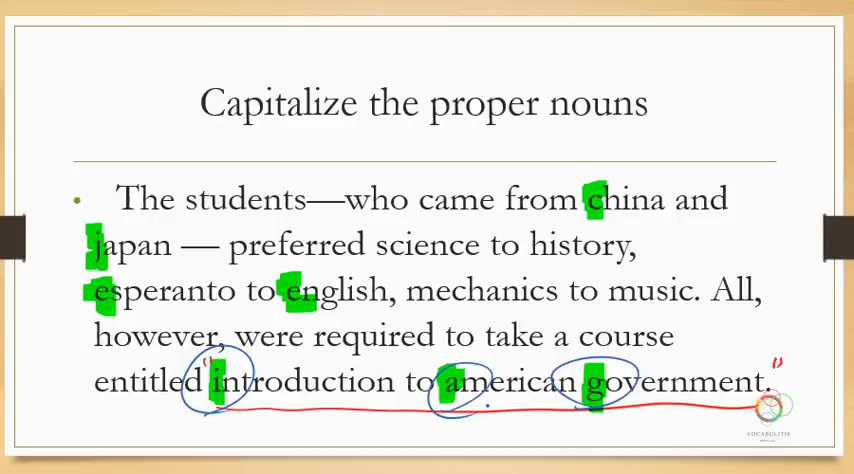 Capitalize the proper nouns
• The students—who came from china and
japan — preferred science to history,
esperanto to english, mechanics to music. All,
however, were required to take a course
entitled "introduction to american government."
VOCABULITIS